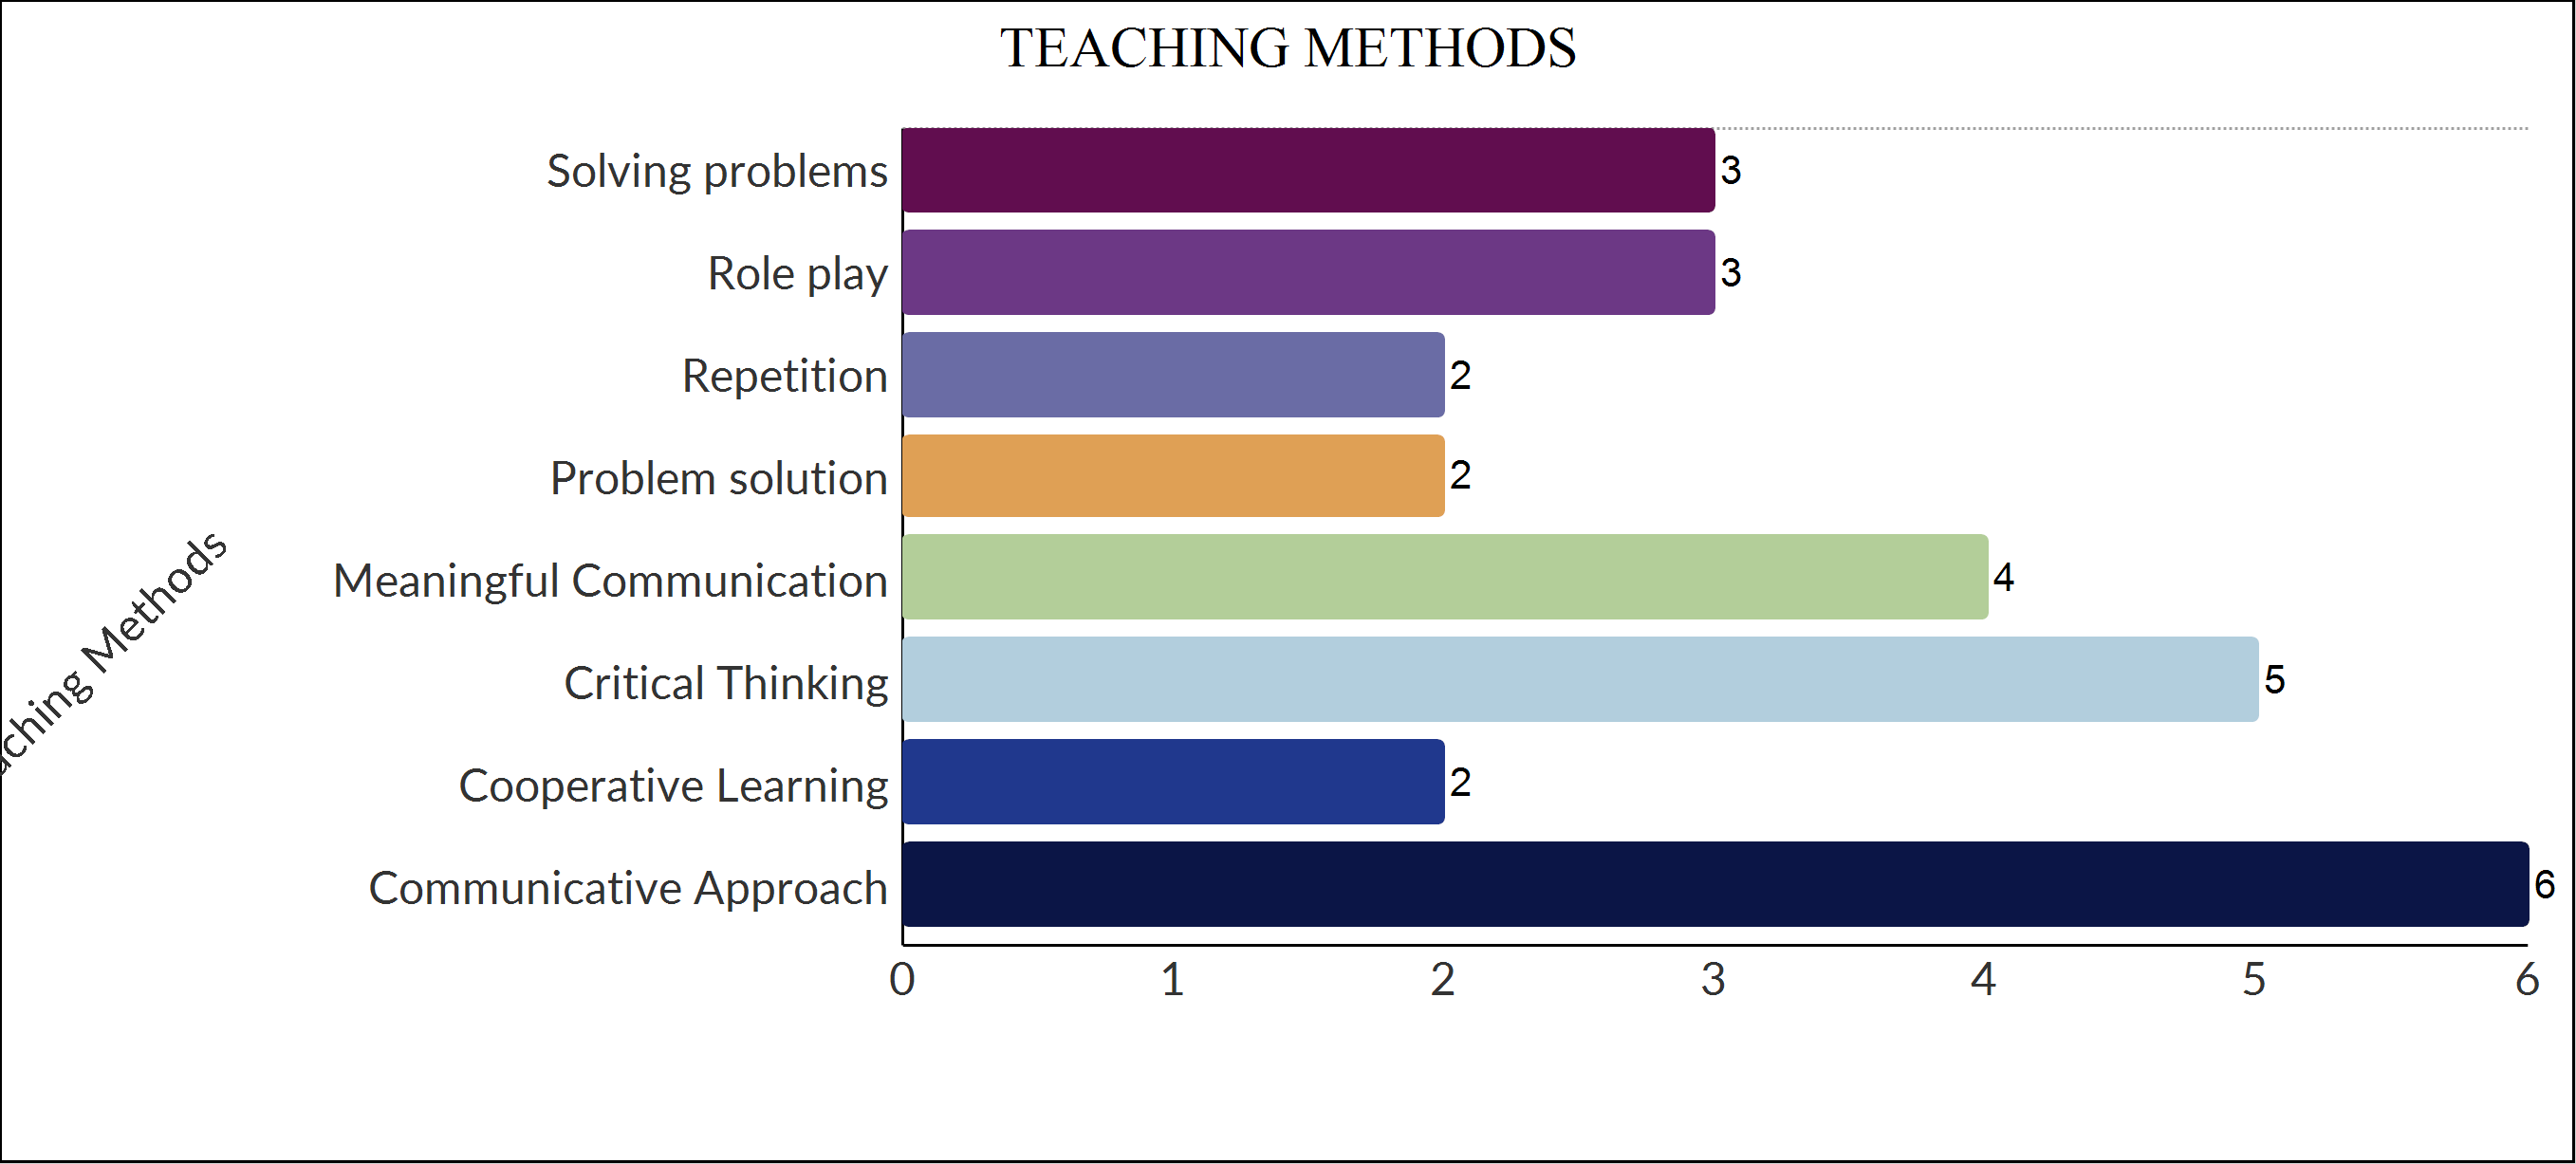 TEACHING METHODS
Solving problems 3
Role play 3
Repetition 2
Problem solution 2
Meaningful Communication 4
Critical Thinking 5
Cooperative Learning 2
Communicative Approach 6
0 1 2 3 4 5 6
Methods